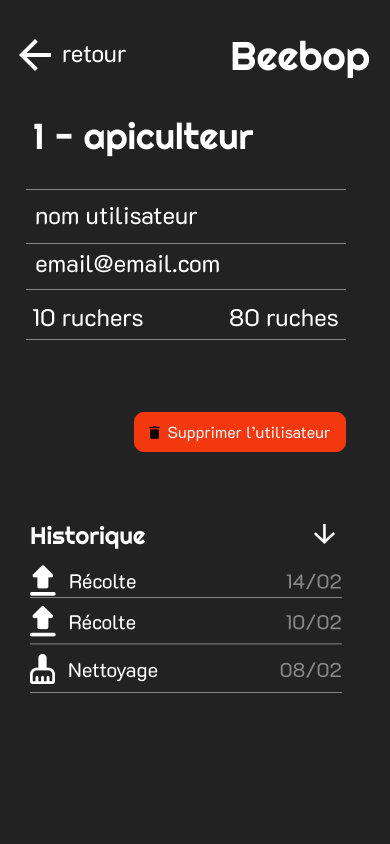 retour
Beebop
1 - apiculteur
nom utilisateur
email@email.com
10 ruchers 80 ruches
Supprimer l'utilisateur
Historique
Récolte 14/02
Récolte 10/02
Nettoyage 08/02